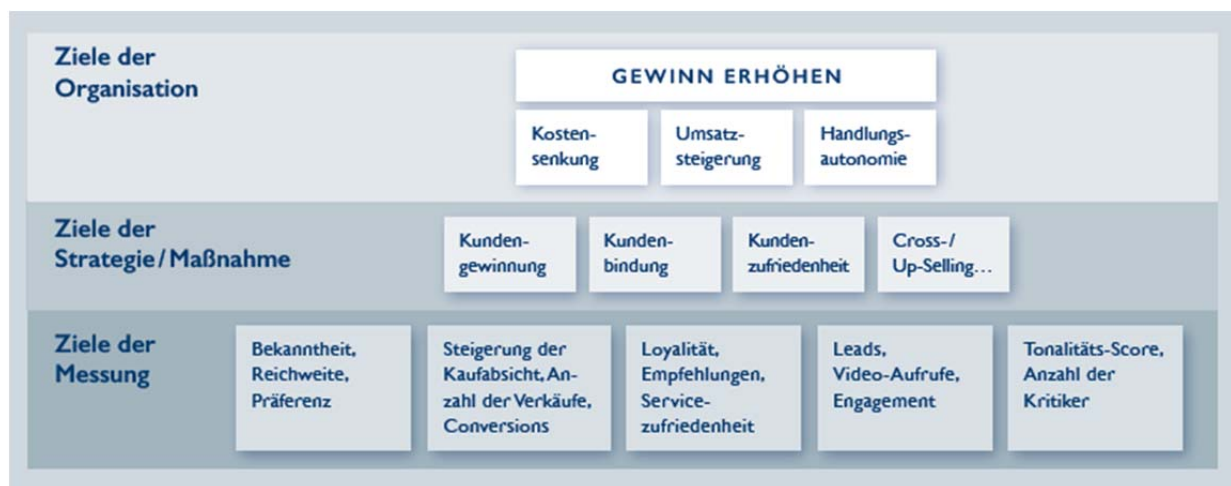 Ziele der
Organisation
GEWINN ERHÖHEN
Kosten-
senkung
Umsatz-
steigerung
Handlungs-
autonomie
Ziele der
Strategie/Maßnahme
Kunden-
gewinnung
Kunden-
bindung
Kunden-
zufriedenheit
Cross-/
Up-Selling...
Ziele der
Messung
Bekanntheit,
Reichweite,
Präferenz
Steigerung der
Kaufabsicht, An-
zahl der Verkäufe,
Conversions
Loyalität,
Empfehlungen,
Service-
zufriedenheit
Leads,
Video-Aufrufe,
Engagement
Tonalitäts-Score,
Anzahl der
Kritiker